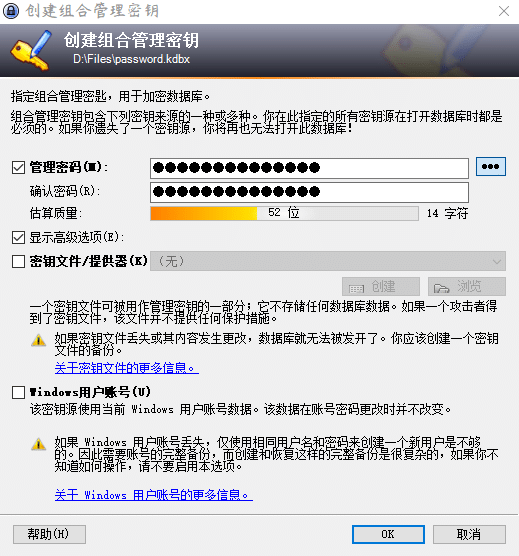 创建组合管理密钥
创建组合管理密钥
D:\Files\password.kdbx
指定组合管理密匙，用于加密数据库。
组合管理密钥包含下列密钥来源的一种或多种。你在此指定的所有密钥源在打开数据库时都是
必须的。如果你遗失了一个密钥源，你将再也无法打开此数据库！
管理密码(M):
●●●●●●●●●●●●●●
确认密码(R):
●●●●●●●●●●●●●●
估算质量:
52 位
14 字符
显示高级选项(E):
密钥文件/提供器(K)
(无)
创建
浏览
一个密钥文件可被用作管理密钥的一部分；它不存储任何数据库数据。如果一个攻击者得
到了密钥文件，该文件并不提供任何保护措施。
如果密钥文件丢失或其内容发生更改，数据库就无法被发开了。你应该创建一个密钥
文件的备份。
关于密钥文件的更多信息。
Windows用户账号(U)
该密钥源使用当前 Windows 用户账号数据。该数据在账号密码更改时并不改变。
如果 Windows 用户账号丢失，仅使用相同用户名和密码来创建一个新用户是不够
的。因此需要账号的完整备份，而创建和恢复这样的完整备份是很复杂的，如果你不
知道如何操作，请不要启用本选项。
关于 Windows 用户账号的更多信息。
帮助(H)
OK
取消